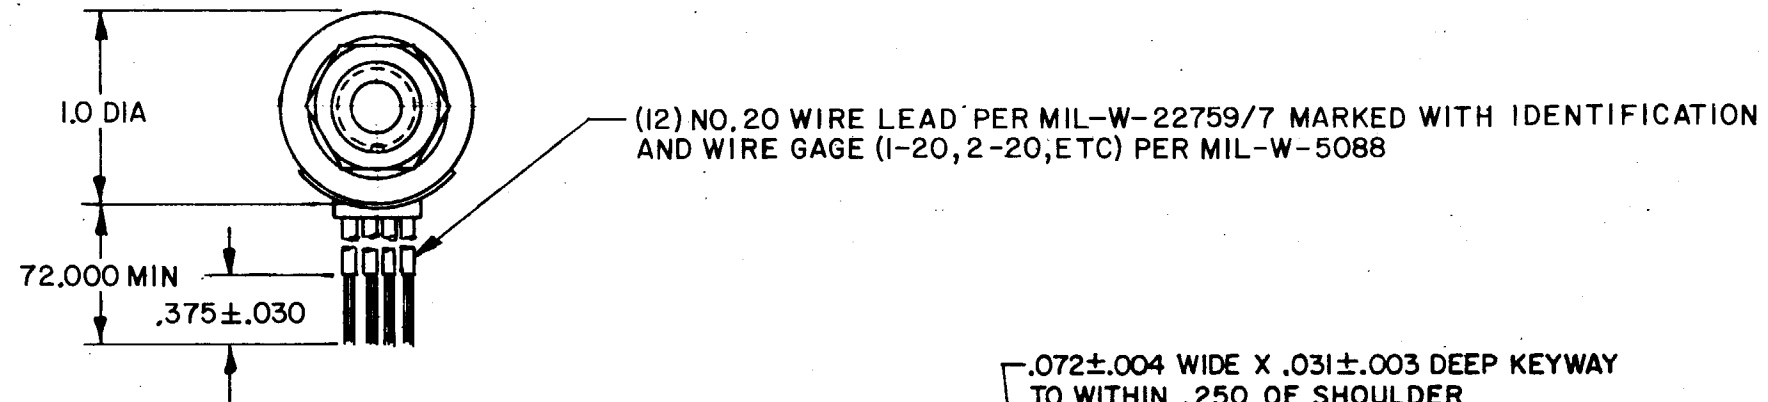 1.0 DIA
(12) NO. 20 WIRE LEAD PER MIL-W-22759/7 MARKED WITH IDENTIFICATION
AND WIRE GAGE (1-20, 2-20, ETC) PER MIL-W-5088
72.000 MIN
.375±.030
.072±.004 WIDE X .031±.003 DEEP KEYWAY
TO WITHIN .250 OF SHOULDER